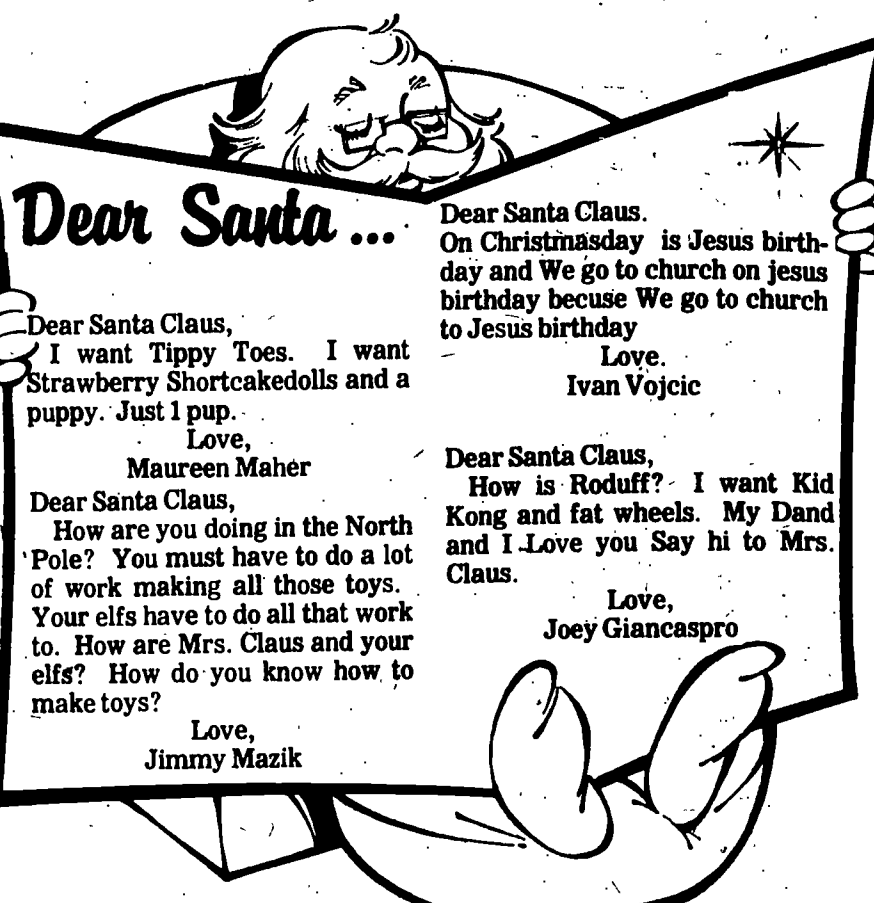 Dear Santa ...
Dear Santa Claus,
I want Tippy Toes. I want
Strawberry Shortcakedolls and a
puppy. Just 1 pup.
Love,
Maureen Maher
Dear Santa Claus,
How are you doing in the North
Pole? You must have to do a lot
of work making all those toys.
Your elfs have to do all that work
to. How are Mrs. Claus and your
elfs? How do you know how to
make toys?
Love,
Jimmy Mazik
Dear Santa Claus.
On Christmasday is Jesus birth-
day and We go to church on jesus
birthday becuse We go to church
to Jesus birthday
Love.
Ivan Vojcic
Dear Santa Claus,
How is Roduff? I want Kid
Kong and fat wheels. My Dand
and I Love you Say hi to Mrs.
Claus.
Love,
Joey Giancaspro